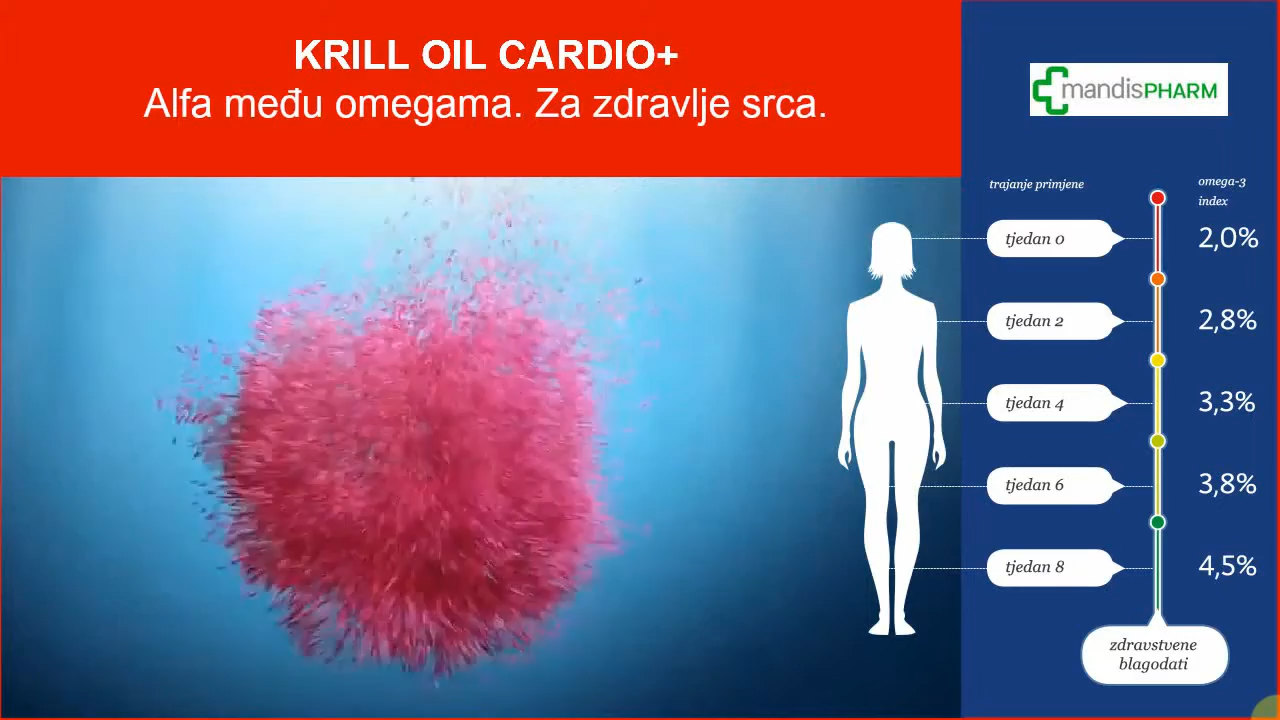 KRILL OIL CARDIO+
Alfa među omegama. Za zdravlje srca.
mandisPHARM
trajanje primjene
omega-3
index
tjedan 0
2,0%
tjedan 2
2,8%
tjedan 4
3,3%
tjedan 6
3,8%
tjedan 8
4,5%
zdravstvene
blagodati